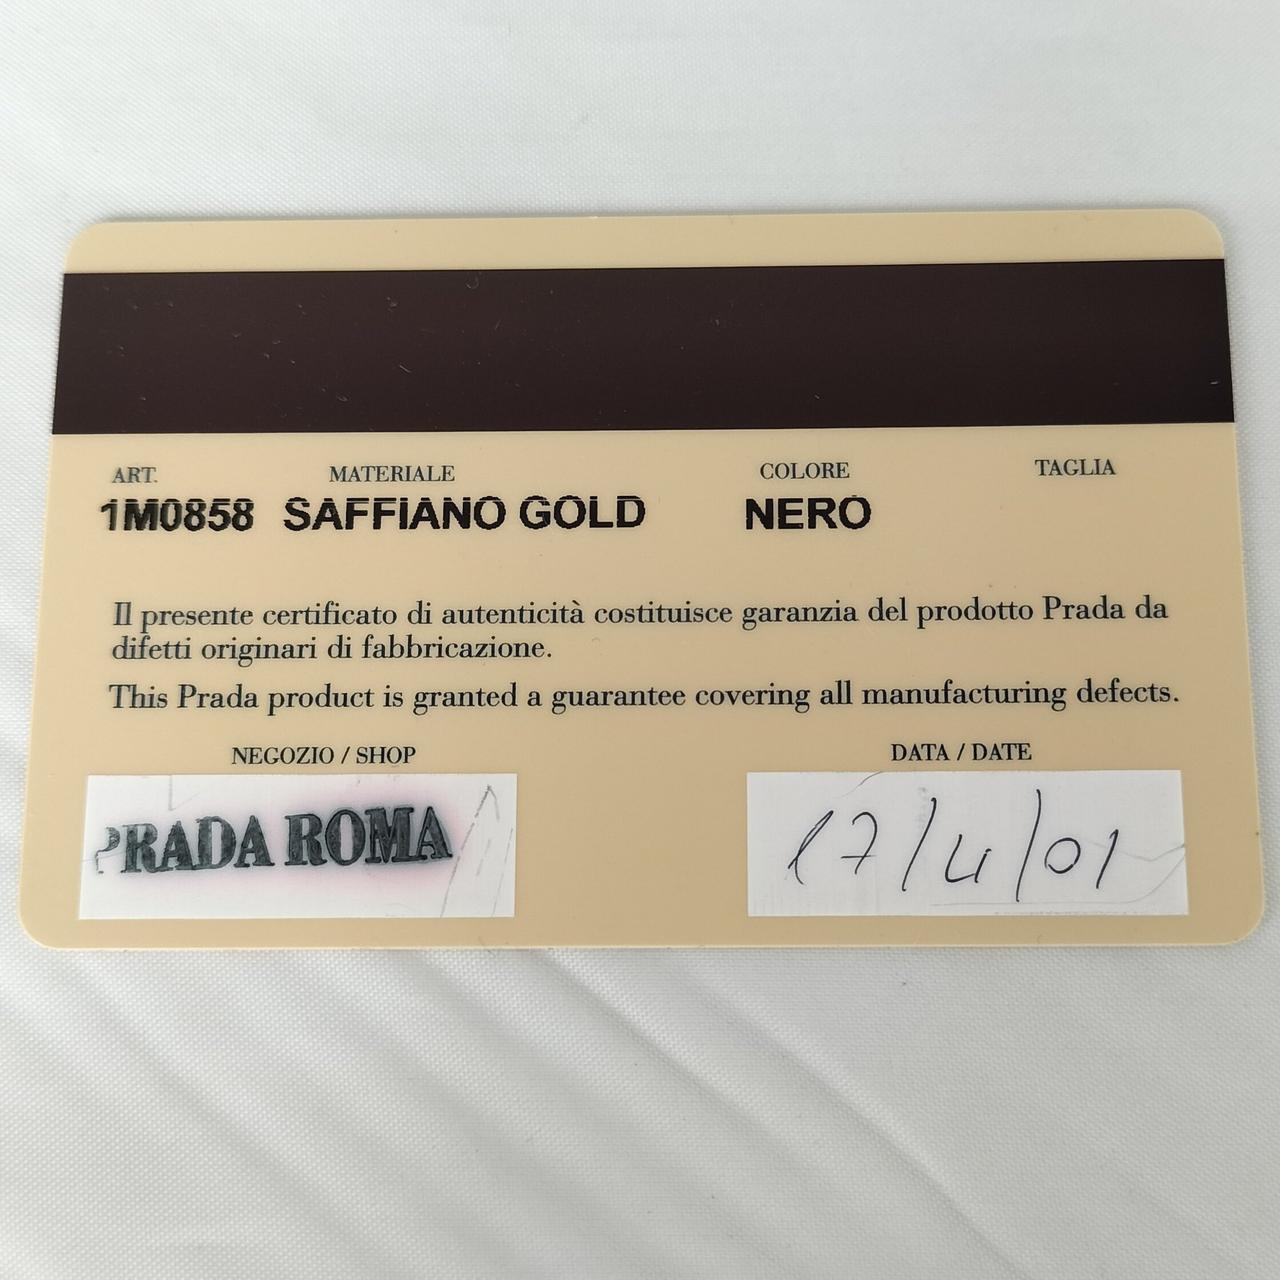 ART. MATERIALE COLORE TAGLIA
1M0858 SAFFIANO GOLD NERO
Il presente certificato di autenticità costituisce garanzia del prodotto Prada da
difetti originari di fabbricazione.
This Prada product is granted a guarantee covering all manufacturing defects.
NEGOZIO / SHOP DATA / DATE
PRADA ROMA 17/4/01